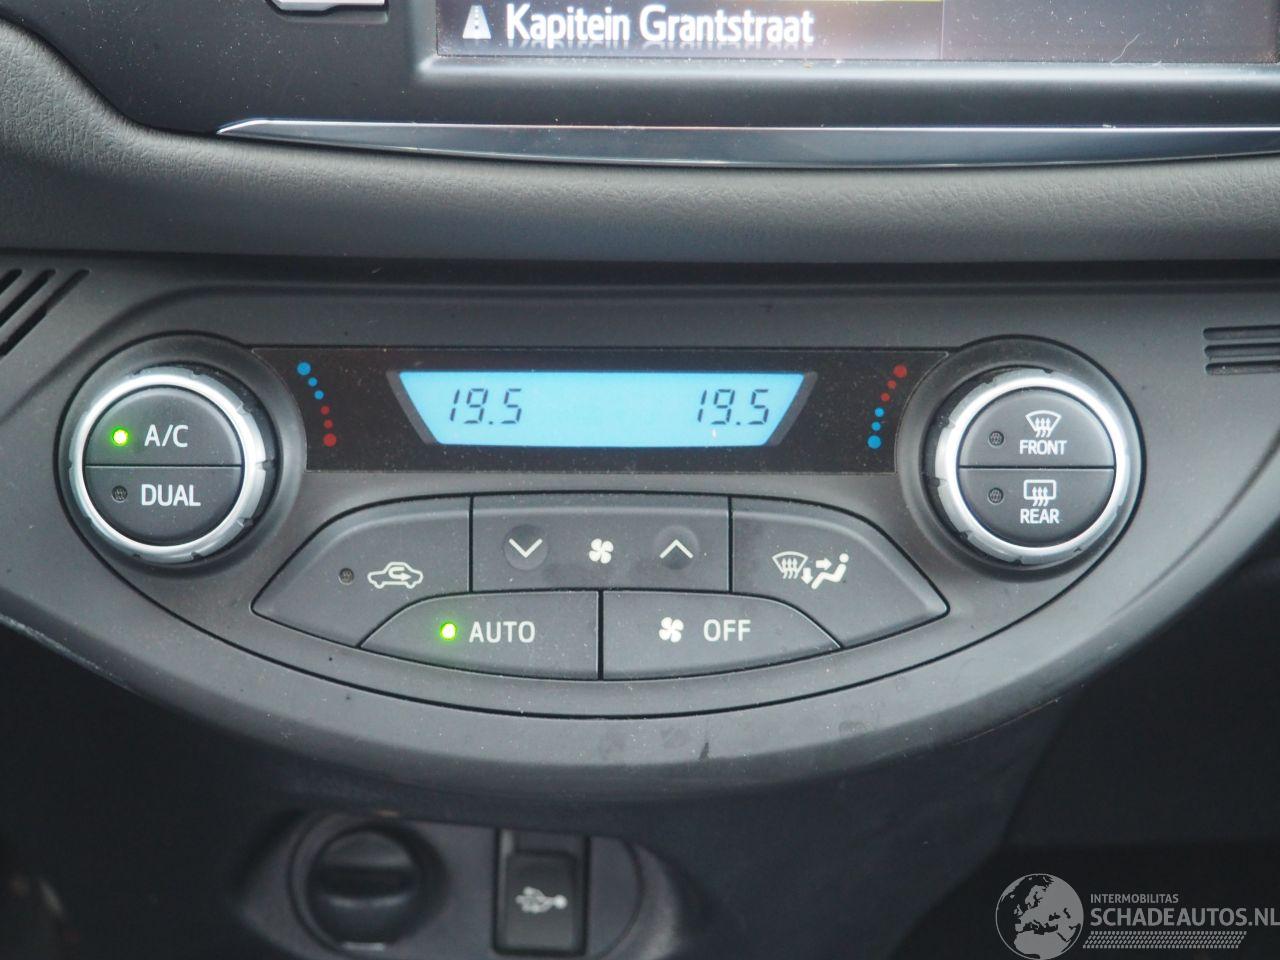 Kapitein Grantstraat
19.5 19.5
A/C
DUAL
FRONT
REAR
AUTO
OFF
INTERMOBILITAS
SCHADEAUTOS.NL